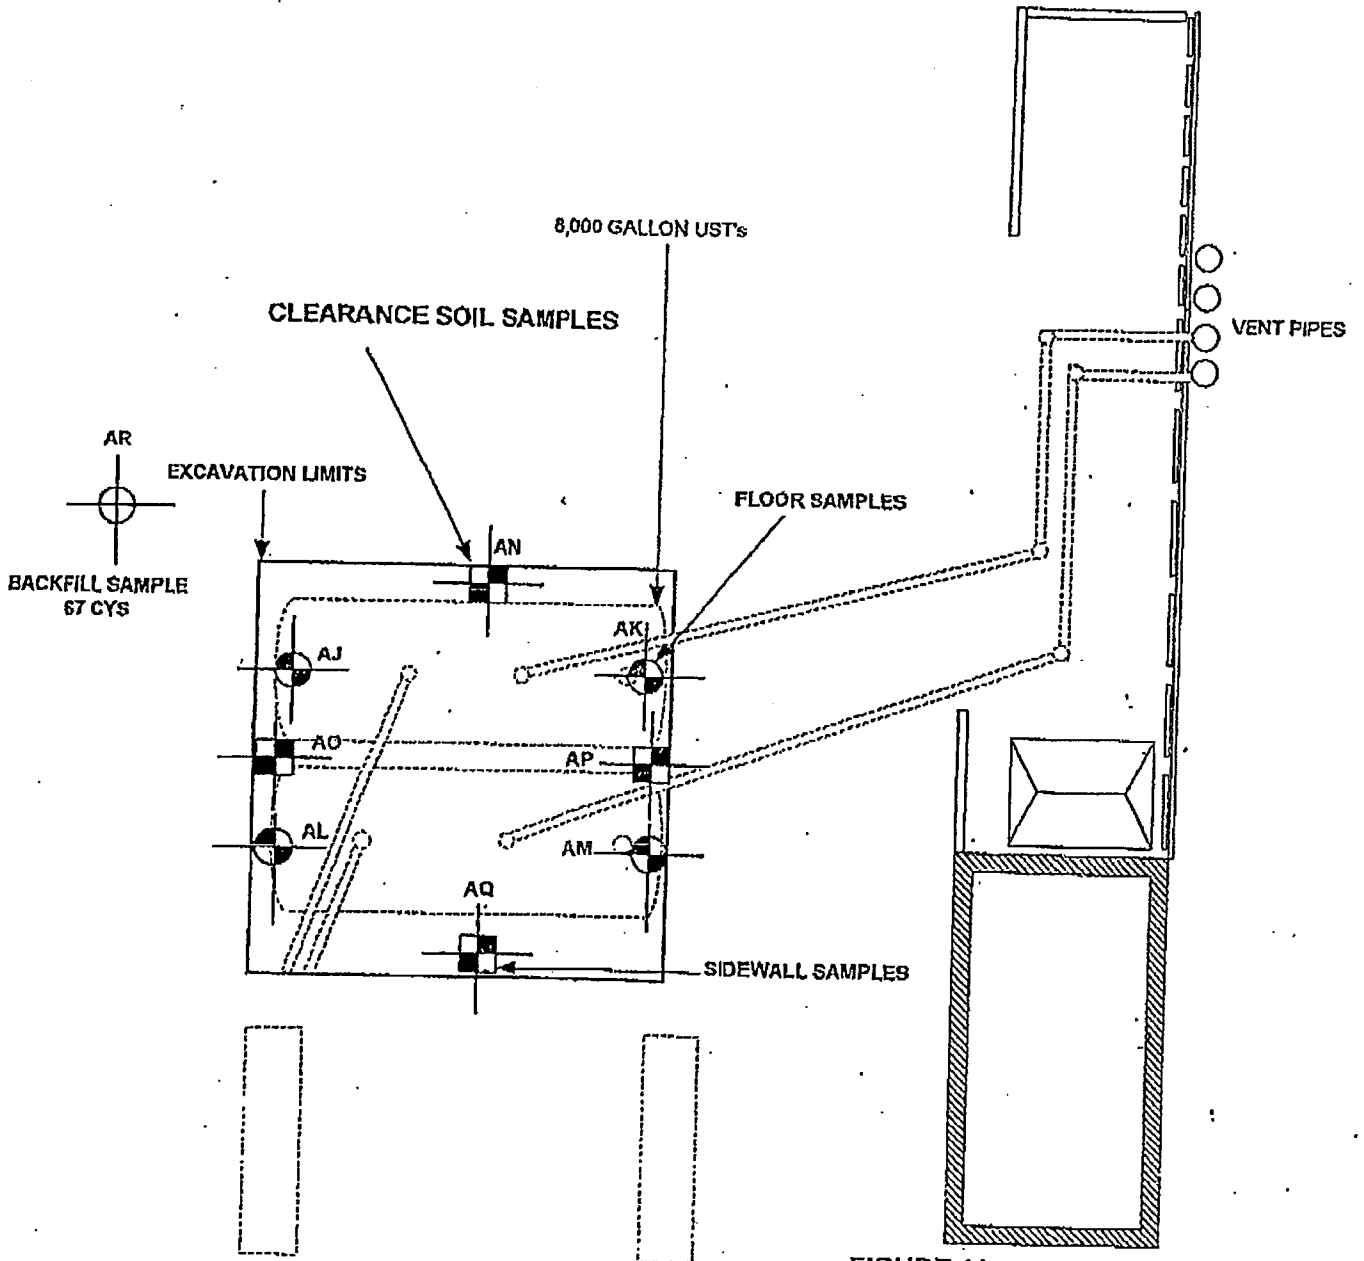 8,000 GALLON UST's
CLEARANCE SOIL SAMPLES
VENT PIPES
AR
EXCAVATION LIMITS
FLOOR SAMPLES
AN
BACKFILL SAMPLE
67 CYS
AK
AJ
AO
AP
AL
AM
AQ
SIDEWALL SAMPLES